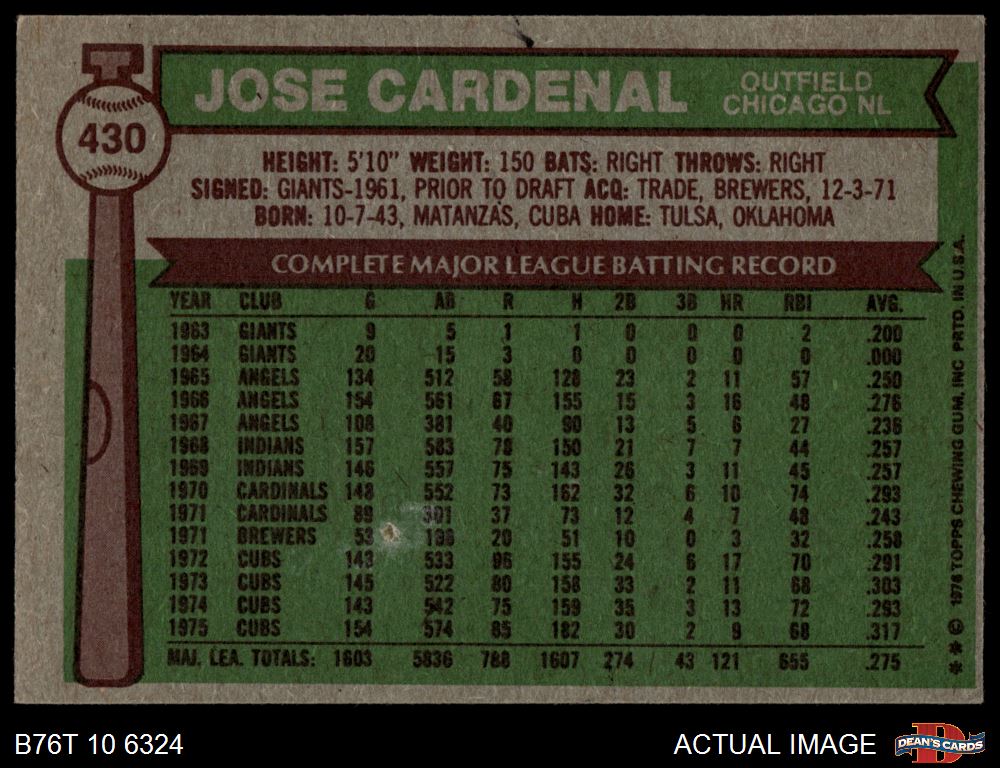 430
JOSE CARDENAL
OUTFIELD
CHICAGO NL
HEIGHT: 5'10" WEIGHT: 150 BATS: RIGHT THROWS: RIGHT
SIGNED: GIANTS-1961, PRIOR TO DRAFT ACQ: TRADE, BREWERS, 12-3-71
BORN: 10-7-43, MATANZAS, CUBA HOME: TULSA, OKLAHOMA
COMPLETE MAJOR LEAGUE BATTING RECORD
YEAR CLUB G AB R H 2B 3B HR RBI AVG.
1963 GIANTS 9 5 1 1 0 0 0 2 .200
1964 GIANTS 20 15 3 0 0 0 0 0 .000
1965 ANGELS 134 512 58 128 23 2 11 57 .250
1966 ANGELS 154 561 67 155 15 3 16 48 .276
1967 ANGELS 108 381 40 90 13 5 6 27 .236
1968 INDIANS 157 583 78 150 21 7 7 44 .257
1969 INDIANS 146 557 75 143 26 3 11 45 .257
1970 CARDINALS 148 552 73 162 32 6 10 74 .293
1971 CARDINALS 89 301 37 73 12 4 7 48 .243
1971 BREWERS 53 198 20 51 10 0 3 32 .258
1972 CUBS 143 533 96 155 24 6 17 70 .291
1973 CUBS 145 522 80 158 33 2 11 68 .303
1974 CUBS 143 542 75 159 35 3 13 72 .293
1975 CUBS 154 574 85 182 30 2 9 68 .317
MAJ. LEA. TOTALS: 1603 5836 788 1607 274 43 121 655 .275
* * © 1976 TOPPS CHEWING GUM, INC PRTD. IN U.S.A.
B76T 10 6324
ACTUAL IMAGE
D
DEAN'S CARDS